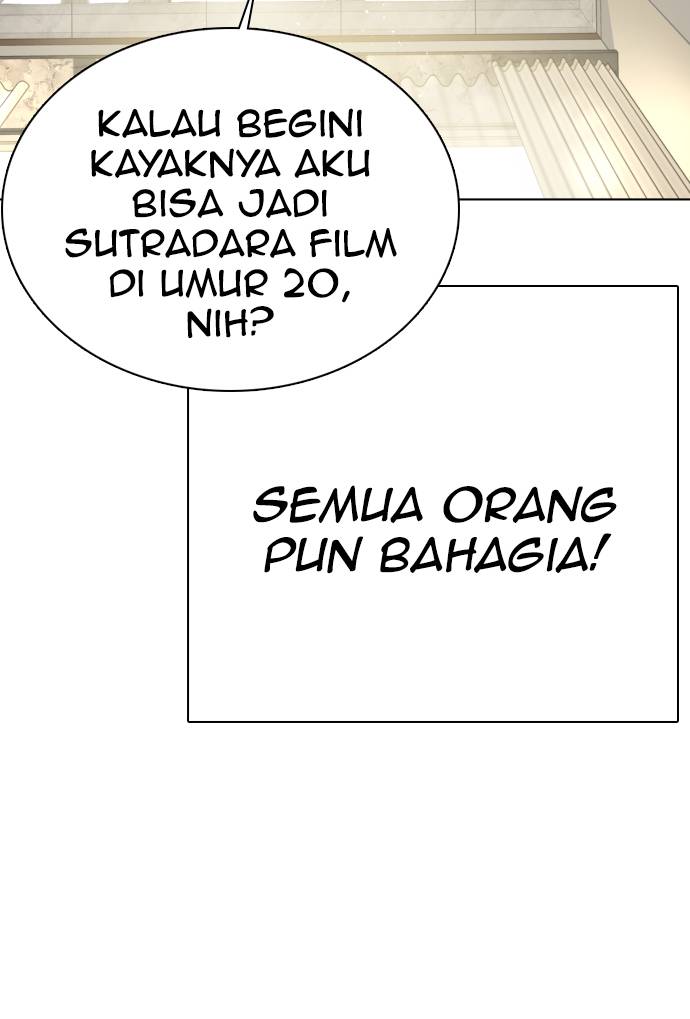 KALAU BEGINI
KAYAKNYA AKU
BISA JADI
SUTRADARA FILM
DI UMUR 20,
NIH?
SEMUA ORANG
PUN BAHAGIA!